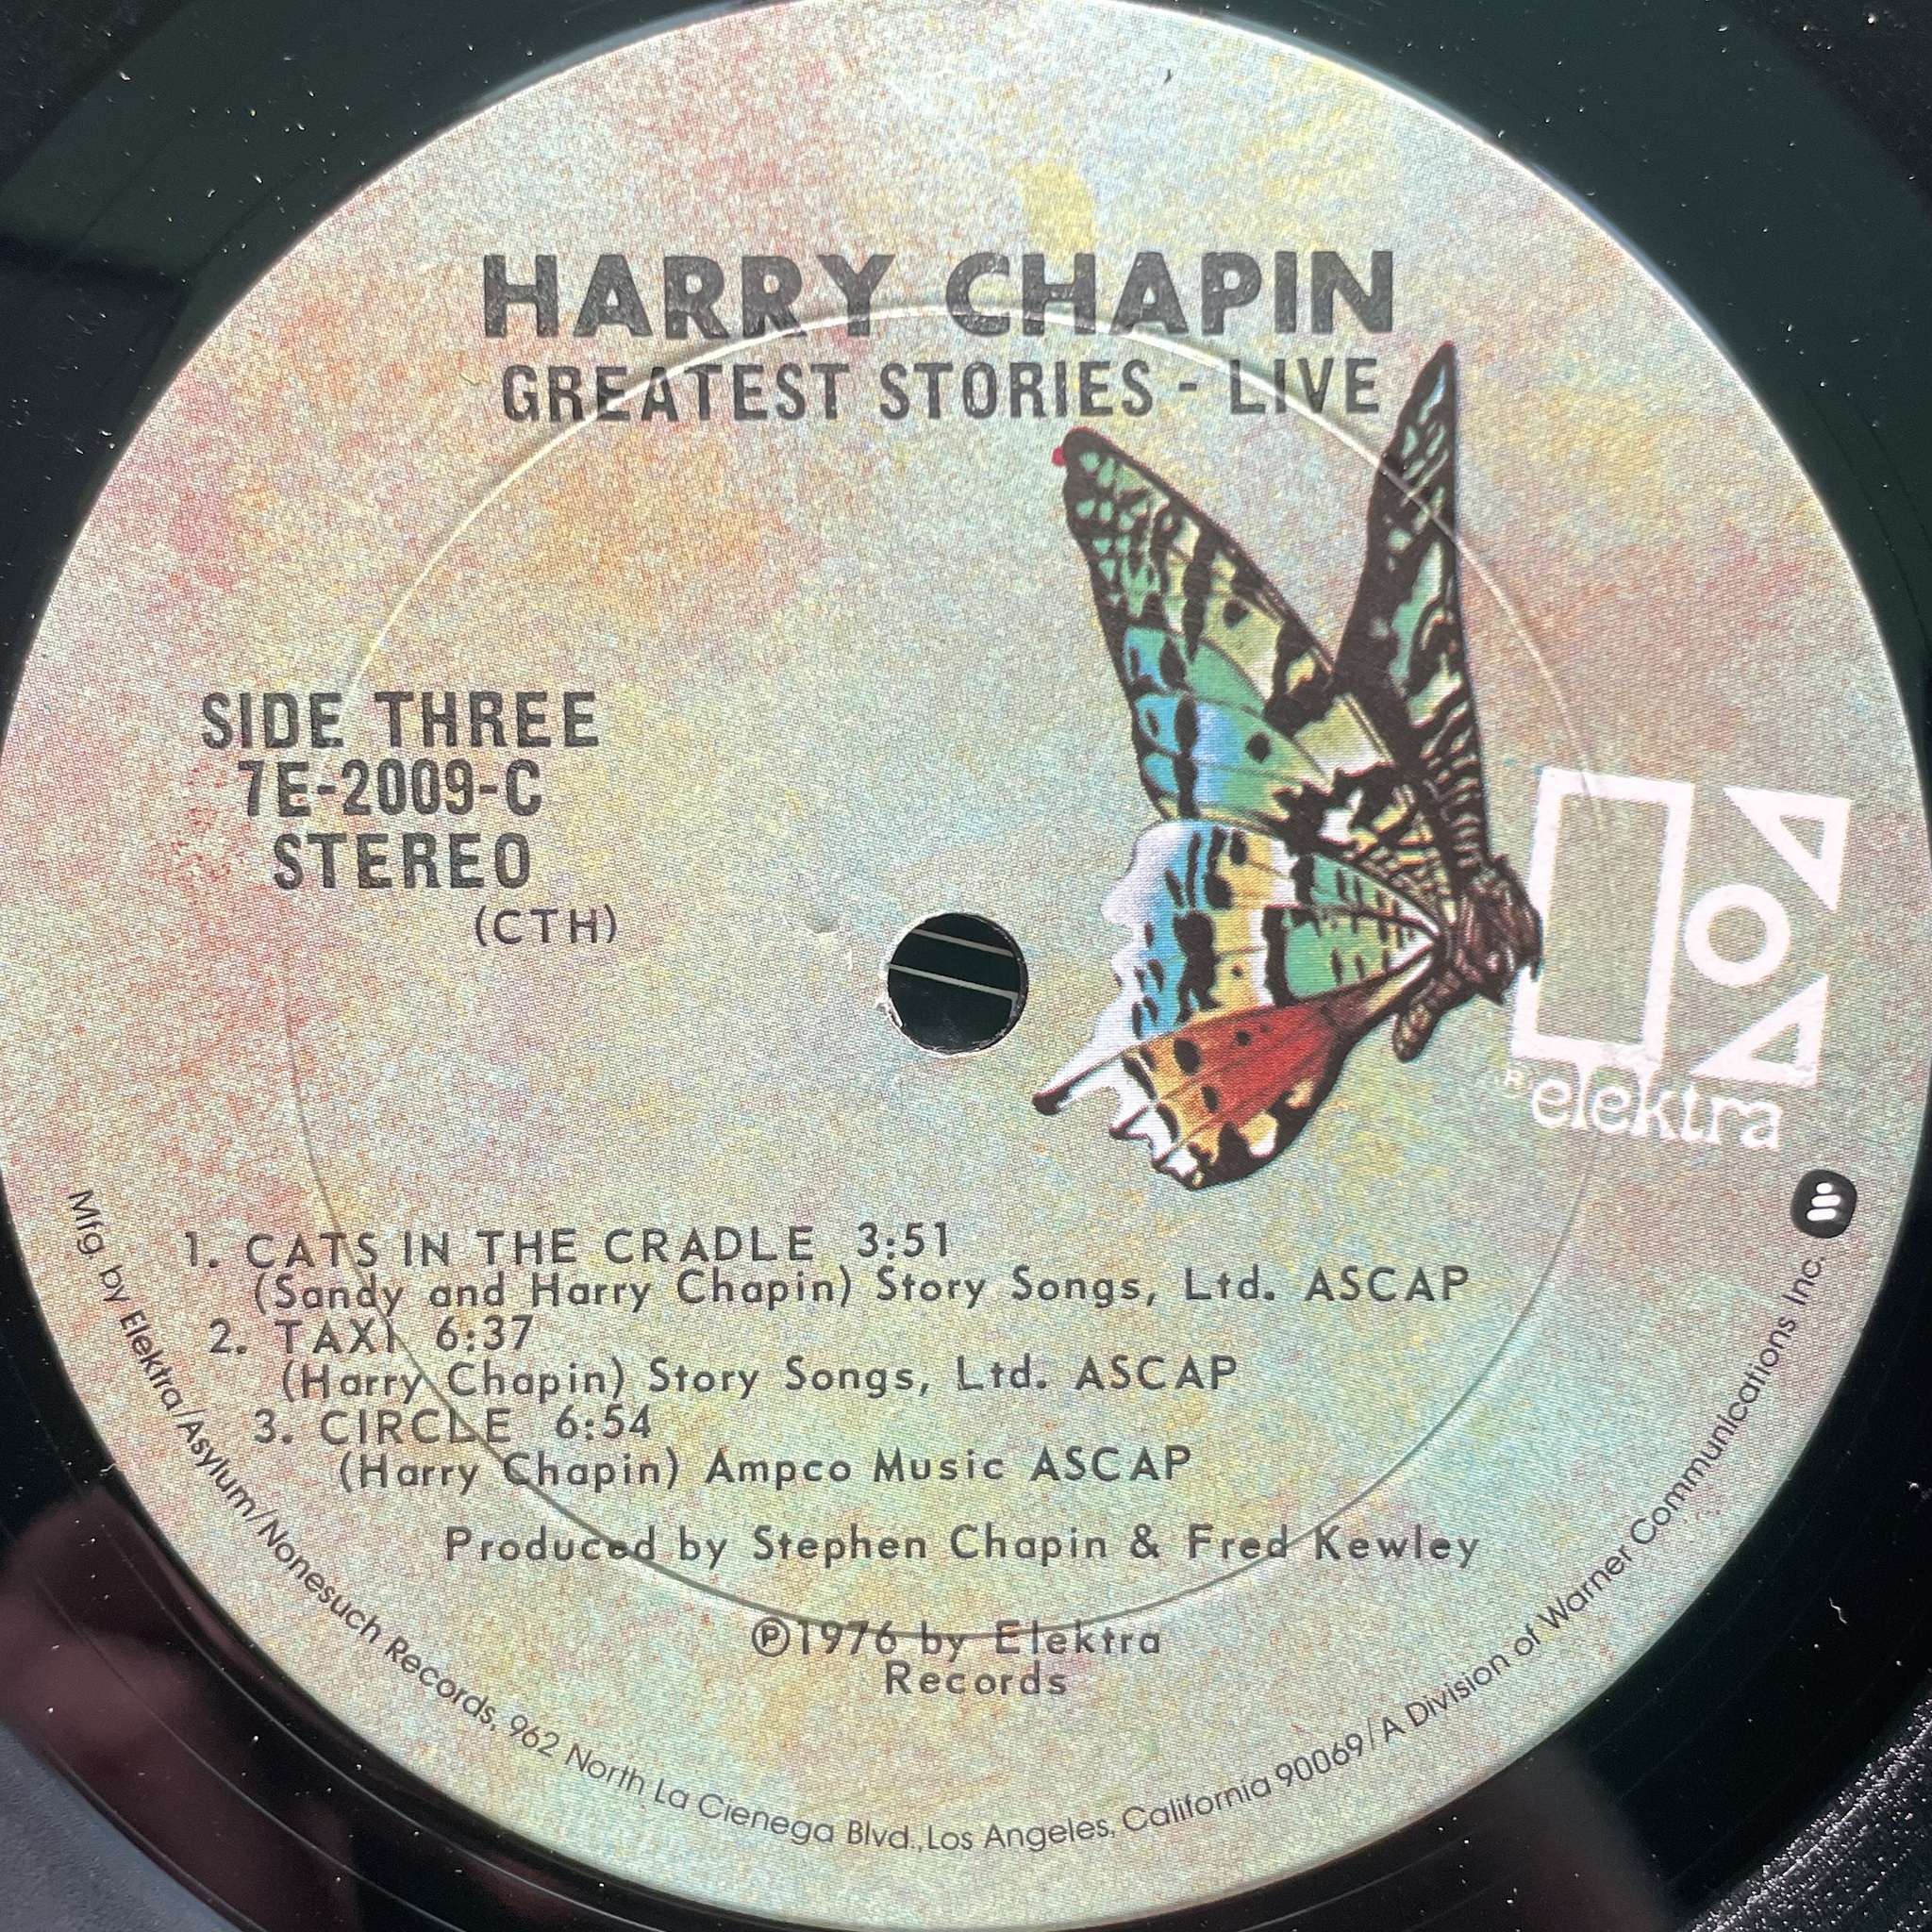 HARRY CHAPIN
GREATEST STORIES - LIVE
SIDE THREE
7E-2009-C
STEREO
(CTH)
elektra
1. CATS IN THE CRADLE 3:51
(Sandy and Harry Chapin) Story Songs, Ltd. ASCAP
2. TAXI 6:37
(Harry Chapin) Story Songs, Ltd. ASCAP
3. CIRCLE 6:54
(Harry Chapin) Ampco Music ASCAP
Produced by Stephen Chapin & Fred Kewley
℗1976 by Elektra
Records
Mfg by Elektra/Asylum/Nonesuch Records, 962 North La Cienega Blvd., Los Angeles, California 90069/A Division of Warner Communications Inc.